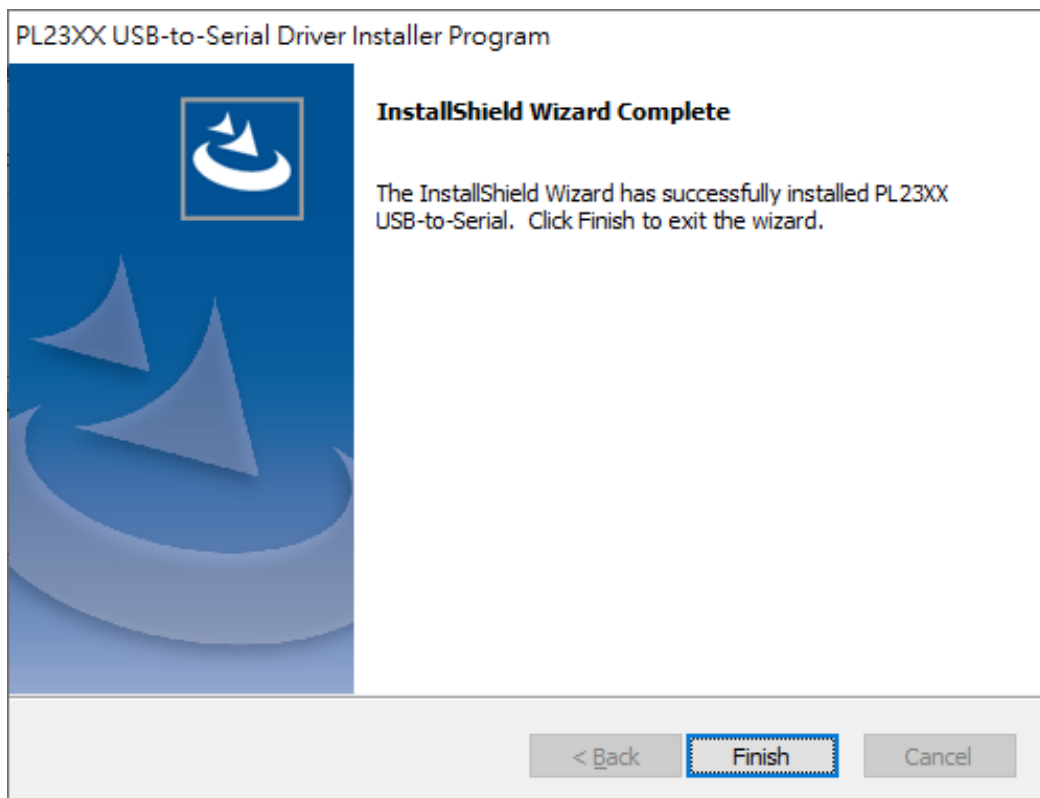 PL23XX USB-to-Serial Driver Installer Program
InstallShield Wizard Complete
The InstallShield Wizard has successfully installed PL23XX
USB-to-Serial. Click Finish to exit the wizard.
< Back
Finish
Cancel